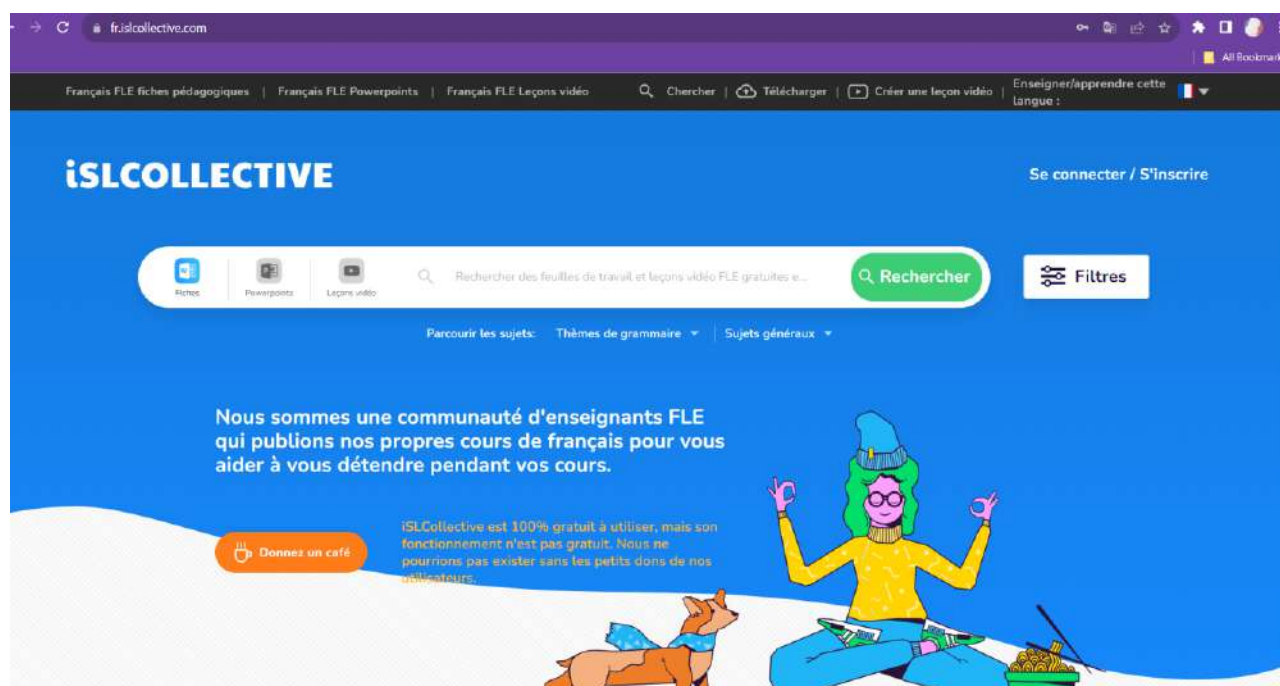 fr.islcollective.com
All Bookmark
Français FLE fiches pédagogiques | Français FLE Powerpoints | Français FLE Leçons vidéo
Chercher | Télécharger | Créer une leçon vidéo |
Enseigner/apprendre cette
langue :
iSLCOLLECTIVE
Se connecter / S'inscrire
Fiches
Powerpoints
Leçons vidéo
Rechercher des feuilles de travail et leçons vidéo FLE gratuites e...
Rechercher
Filtres
Parcourir les sujets: Thèmes de grammaire | Sujets généraux
Nous sommes une communauté d'enseignants FLE
qui publions nos propres cours de français pour vous
aider à vous détendre pendant vos cours.
Donnez un café
iSLCollective est 100% gratuit à utiliser, mais son
fonctionnement n'est pas gratuit. Nous ne
pourrions pas exister sans les petits dons de nos
utilisateurs.